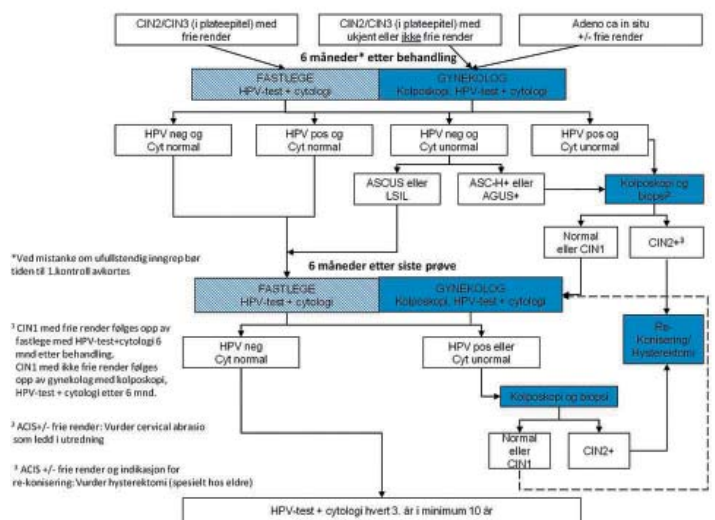 CIN2/CIN3 (i plateepitel) med
frie render
CIN2/CIN3 (i plateepitel) med
ukjent eller ikke frie render
Adeno ca in situ
+/- frie render
6 måneder* etter behandling
FASTLEGE
HPV-test + cytologi
GYNEKOLOG
Kolposkopi, HPV-test + cytologi
HPV neg og
Cyt normal
HPV pos og
Cyt normal
HPV neg og
Cyt unormal
HPV pos og
Cyt unormal
ASCUS eller
LSIL
ASC-H+ eller
AGUS+
Kolposkopi og
biopsi²
Normal
eller CIN1
CIN2+³
*Ved mistanke om ufullstendig inngrep bør
tiden til 1.kontroll avkortes
6 måneder etter siste prøve
FASTLEGE
HPV-test + cytologi
GYNEKOLOG
Kolposkopi, HPV-test + cytologi
³ CIN1 med frie render følges opp av
fastlege med HPV-test+cytologi 6
mnd etter behandling.
CIN1 med ikke frie render følges
opp av gynekolog med kolposkopi,
HPV-test + cytologi etter 6 mnd.
HPV neg
Cyt normal
HPV pos eller
Cyt unormal
Re-
Konisering/
Hysterektomi
Kolposkopi og biopsi
Normal
eller
CIN1
CIN2+
² ACIS+/- frie render: Vurder cervical abrasio
som ledd i utredning
³ ACIS +/- frie render og indikasjon for
re-konisering: Vurder hysterektomi (spesielt hos eldre)
HPV-test + cytologi hvert 3. år i minimum 10 år